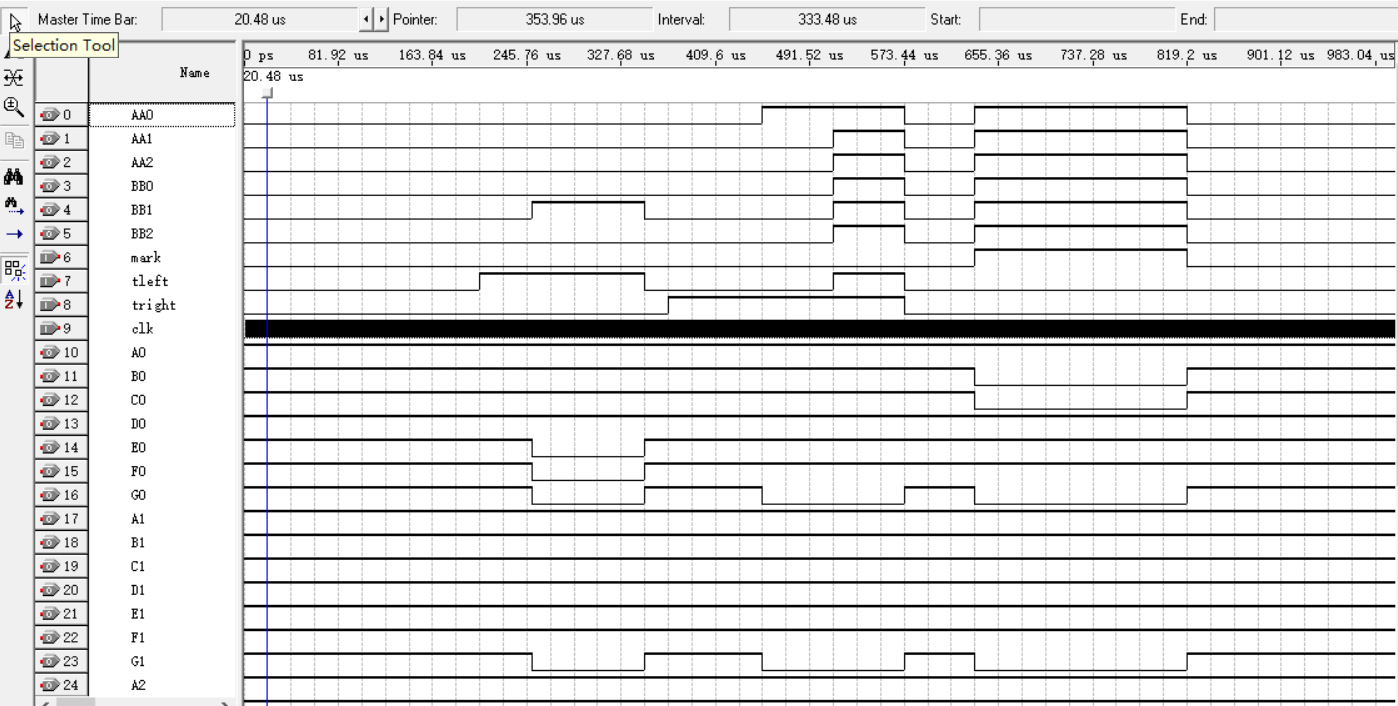 Master Time Bar: 20.48 us Pointer: 353.96 us Interval: 333.48 us Start: End:
Selection Tool
Name
0 ps 81.92 us 163.84 us 245.76 us 327.68 us 409.6 us 491.52 us 573.44 us 655.36 us 737.28 us 819.2 us 901.12 us 983.04 us
20.48 us
0 AA0
1 AA1
2 AA2
3 BB0
4 BB1
5 BB2
6 mark
7 tleft
8 tright
9 clk
10 A0
11 B0
12 C0
13 D0
14 E0
15 F0
16 G0
17 A1
18 B1
19 C1
20 D1
21 E1
22 F1
23 G1
24 A2